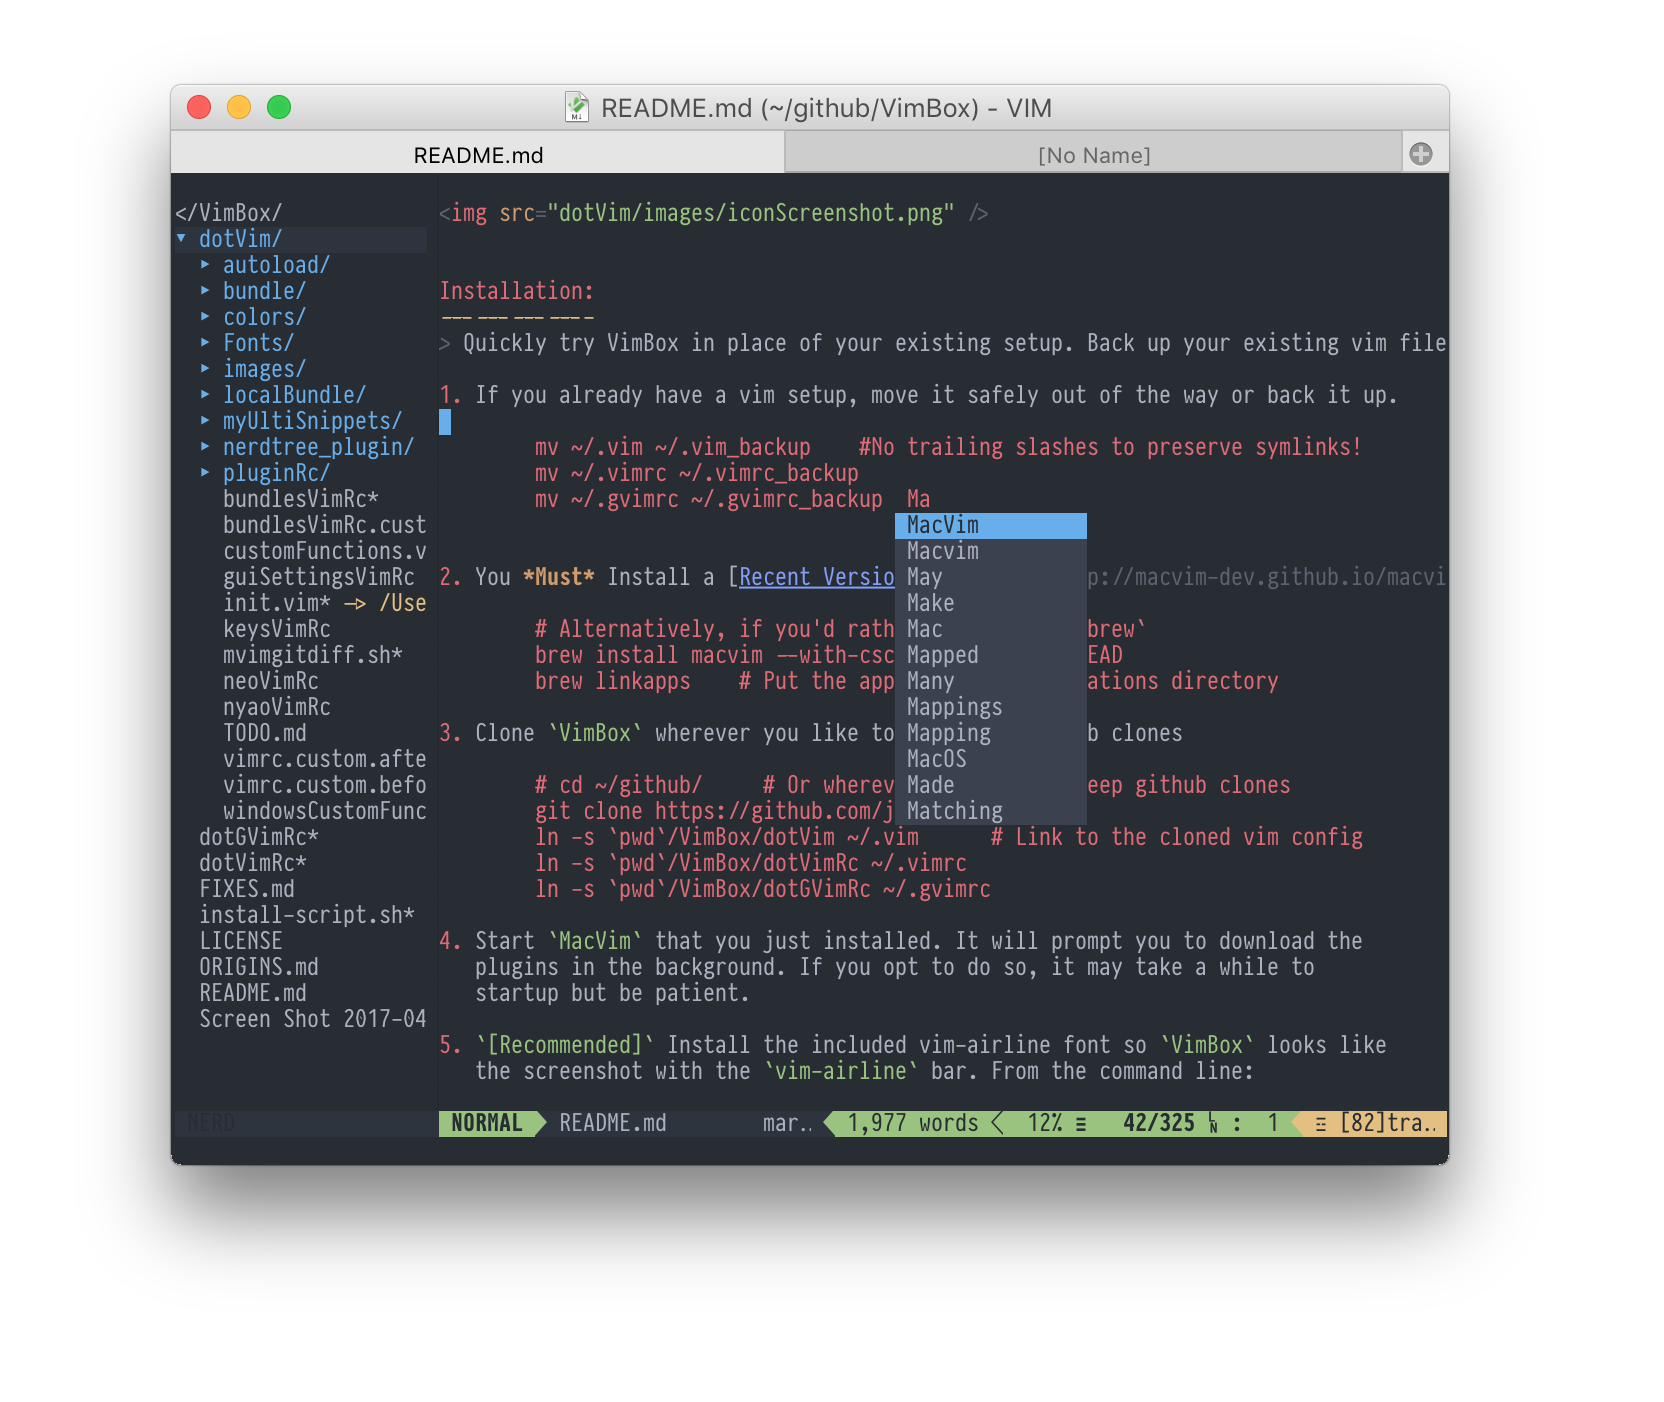 README.md (~/github/VimBox) - VIM
README.md
[No Name]
</VimBox/
▾ dotVim/
▸ autoload/
▸ bundle/
▸ colors/
▸ Fonts/
▸ images/
▸ localBundle/
▸ myUltiSnippets/
▸ nerdtree_plugin/
▸ pluginRc/
bundlesVimRc*
bundlesVimRc.cust
customFunctions.v
guiSettingsVimRc
init.vim* -> /Use
keysVimRc
mvimgitdiff.sh*
neoVimRc
nyaoVimRc
TODO.md
vimrc.custom.afte
vimrc.custom.befo
windowsCustomFunc
dotGVimRc*
dotVimRc*
FIXES.md
install-script.sh*
LICENSE
ORIGINS.md
README.md
Screen Shot 2017-04
<img src="dotVim/images/iconScreenshot.png" />
Installation:
-------------
> Quickly try VimBox in place of your existing setup. Back up your existing vim file
1. If you already have a vim setup, move it safely out of the way or back it up.
mv ~/.vim ~/.vim_backup    #No trailing slashes to preserve symlinks!
mv ~/.vimrc ~/.vimrc_backup
mv ~/.gvimrc ~/.gvimrc_backup  Ma
2. You *Must* Install a [Recent Versio p://macvim-dev.github.io/macvi
# Alternatively, if you'd rath brew`
brew install macvim --with-csc EAD
brew linkapps    # Put the app ations directory
3. Clone `VimBox` wherever you like to b clones
# cd ~/github/     # Or wherev eep github clones
git clone https://github.com/j
ln -s `pwd`/VimBox/dotVim ~/.vim      # Link to the cloned vim config
ln -s `pwd`/VimBox/dotVimRc ~/.vimrc
ln -s `pwd`/VimBox/dotGVimRc ~/.gvimrc
4. Start `MacVim` that you just installed. It will prompt you to download the
plugins in the background. If you opt to do so, it may take a while to
startup but be patient.
5. `[Recommended]` Install the included vim-airline font so `VimBox` looks like
the screenshot with the `vim-airline` bar. From the command line:
MacVim
Macvim
May
Make
Mac
Mapped
Many
Mappings
Mapping
MacOS
Made
Matching
NERD
NORMAL README.md mar.. 1,977 words 12% ≡ 42/325 LN : 1 Ξ [82]tra..